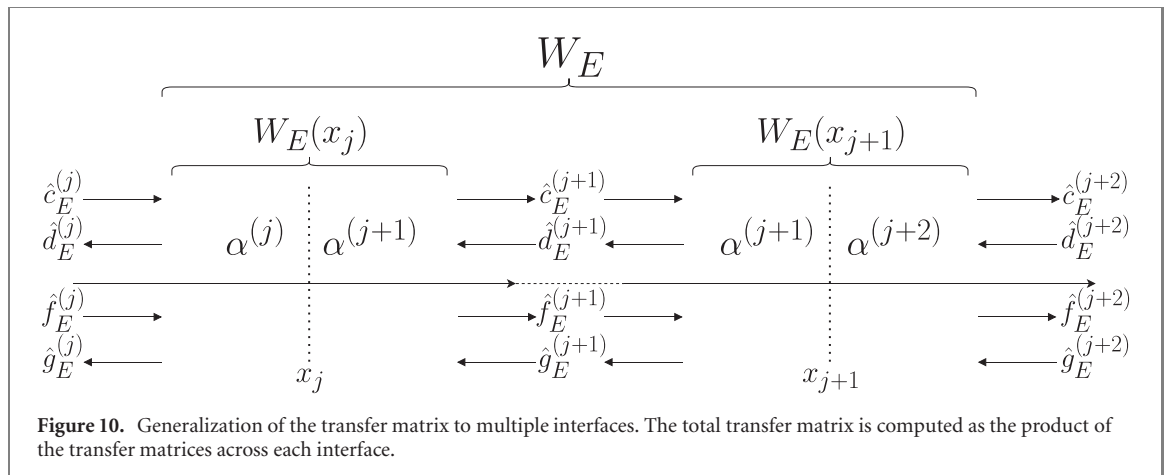 W_E
W_E(x_j) W_E(x_{j+1})
ĉ_E^{(j)} ĉ_E^{(j+1)} ĉ_E^{(j+2)}
d̂_E^{(j)} α^{(j)} α^{(j+1)} d̂_E^{(j+1)} α^{(j+1)} α^{(j+2)} d̂_E^{(j+2)}
f̂_E^{(j)} f̂_E^{(j+1)} f̂_E^{(j+2)}
ĝ_E^{(j)} x_j ĝ_E^{(j+1)} x_{j+1} ĝ_E^{(j+2)}
Figure 10. Generalization of the transfer matrix to multiple interfaces. The total transfer matrix is computed as the product of
the transfer matrices across each interface.